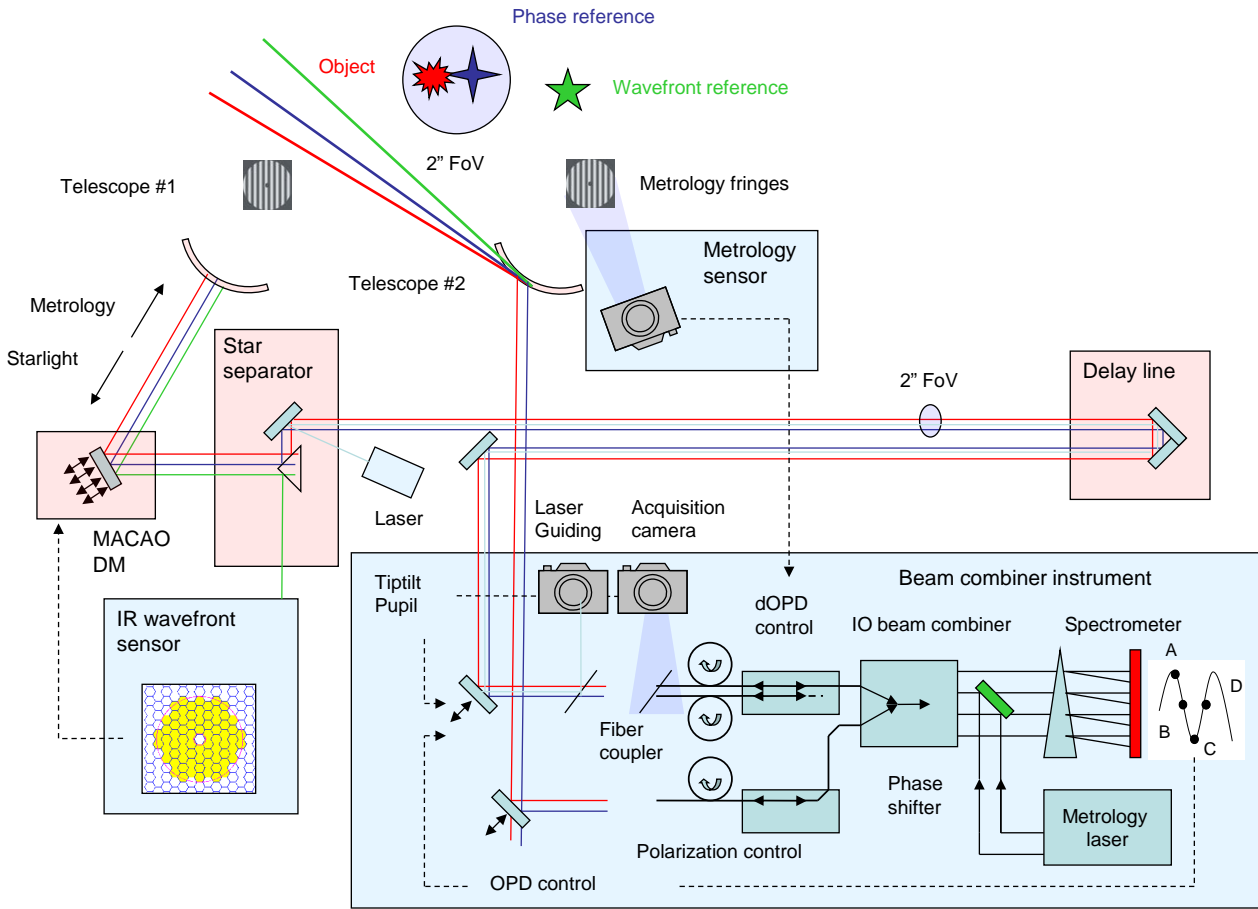 Phase reference
Object
Wavefront reference
2” FoV
Telescope #1
Metrology fringes
Metrology
sensor
Telescope #2
Metrology
Starlight
Star
separator
2” FoV
Delay line
Laser
MACAO
DM
Laser
Guiding
Acquisition
camera
Beam combiner instrument
Tiptilt
Pupil
dOPD
control
IO beam combiner
Spectrometer
IR wavefront
sensor
A
D
B
C
Fiber
coupler
Phase
shifter
Metrology
laser
Polarization control
OPD control